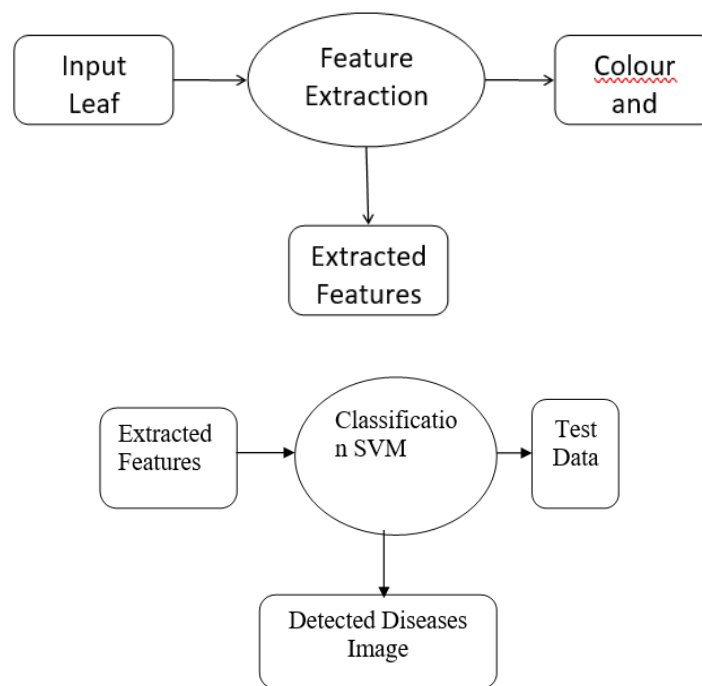 Input
Leaf
Feature
Extraction
Colour
and
Extracted
Features
Extracted
Features
Classificatio
n SVM
Test
Data
Detected Diseases
Image